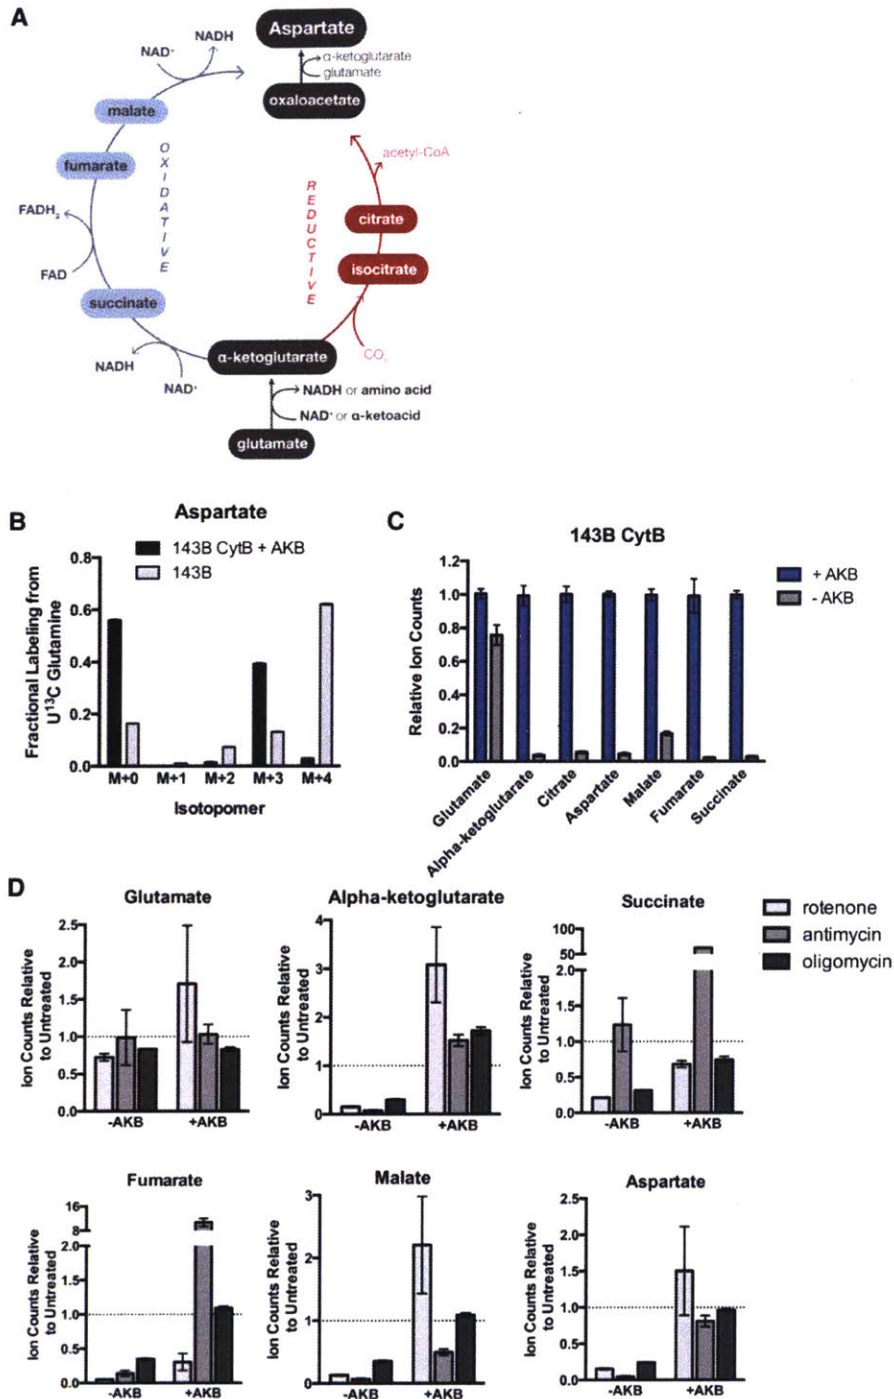 A
Aspartate
NADH
NAD⁺
α-ketoglutarate
glutamate
oxaloacetate
malate
fumarate
OXIDATIVE
REDUCTIVE
acetyl-CoA
citrate
isocitrate
FADH₂
FAD
succinate
NADH
NAD⁺
α-ketoglutarate
CO₂
NADH or amino acid
NAD⁺ or α-ketoacid
glutamate
B
Aspartate
143B CytB + AKB
143B
Fractional Labeling from
U¹³C Glutamine
0.8
0.6
0.4
0.2
0.0
M+0 M+1 M+2 M+3 M+4
Isotopomer
C
143B CytB
+ AKB
- AKB
Relative Ion Counts
1.2
1.0
0.8
0.6
0.4
0.2
0.0
Glutamate
Alpha-ketoglutarate
Citrate
Aspartate
Malate
Fumarate
Succinate
D
Glutamate
Ion Counts Relative
to Untreated
2.5
2.0
1.5
1.0
0.5
0.0
-AKB +AKB
Alpha-ketoglutarate
Ion Counts Relative
to Untreated
4
3
2
1
0
-AKB +AKB
Succinate
Ion Counts Relative
to Untreated
100
50
2.0
1.5
1.0
0.5
0.0
-AKB +AKB
rotenone
antimycin
oligomycin
Fumarate
Ion Counts Relative
to Untreated
16
8
2.0
1.5
1.0
0.5
0.0
-AKB +AKB
Malate
Ion Counts Relative
to Untreated
3
2
1
0
-AKB +AKB
Aspartate
Ion Counts Relative
to Untreated
2.5
2.0
1.5
1.0
0.5
0.0
-AKB +AKB